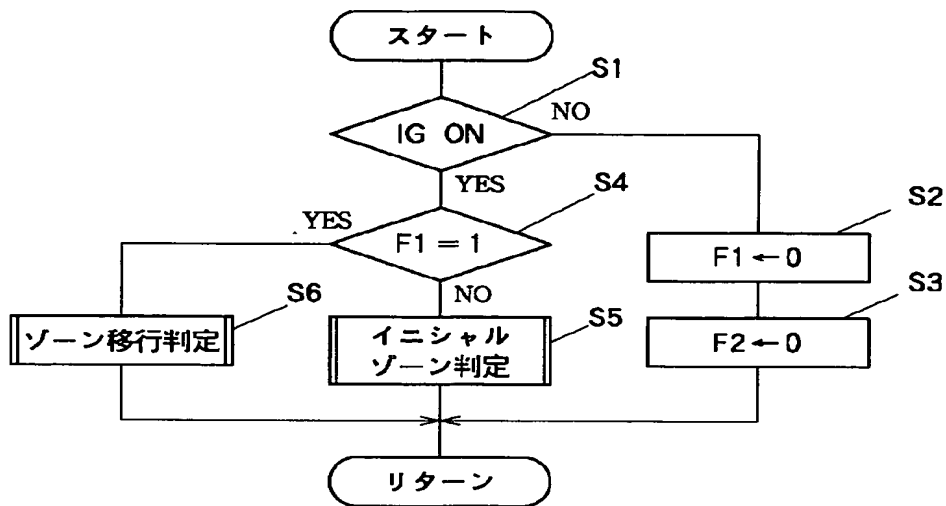 スタート
S1
IG ON
NO
YES
S4
YES
F1=1
S2
F1←0
NO
S3
S6
ゾーン移行判定
イニシャル
ゾーン判定
S5
F2←0
リターン